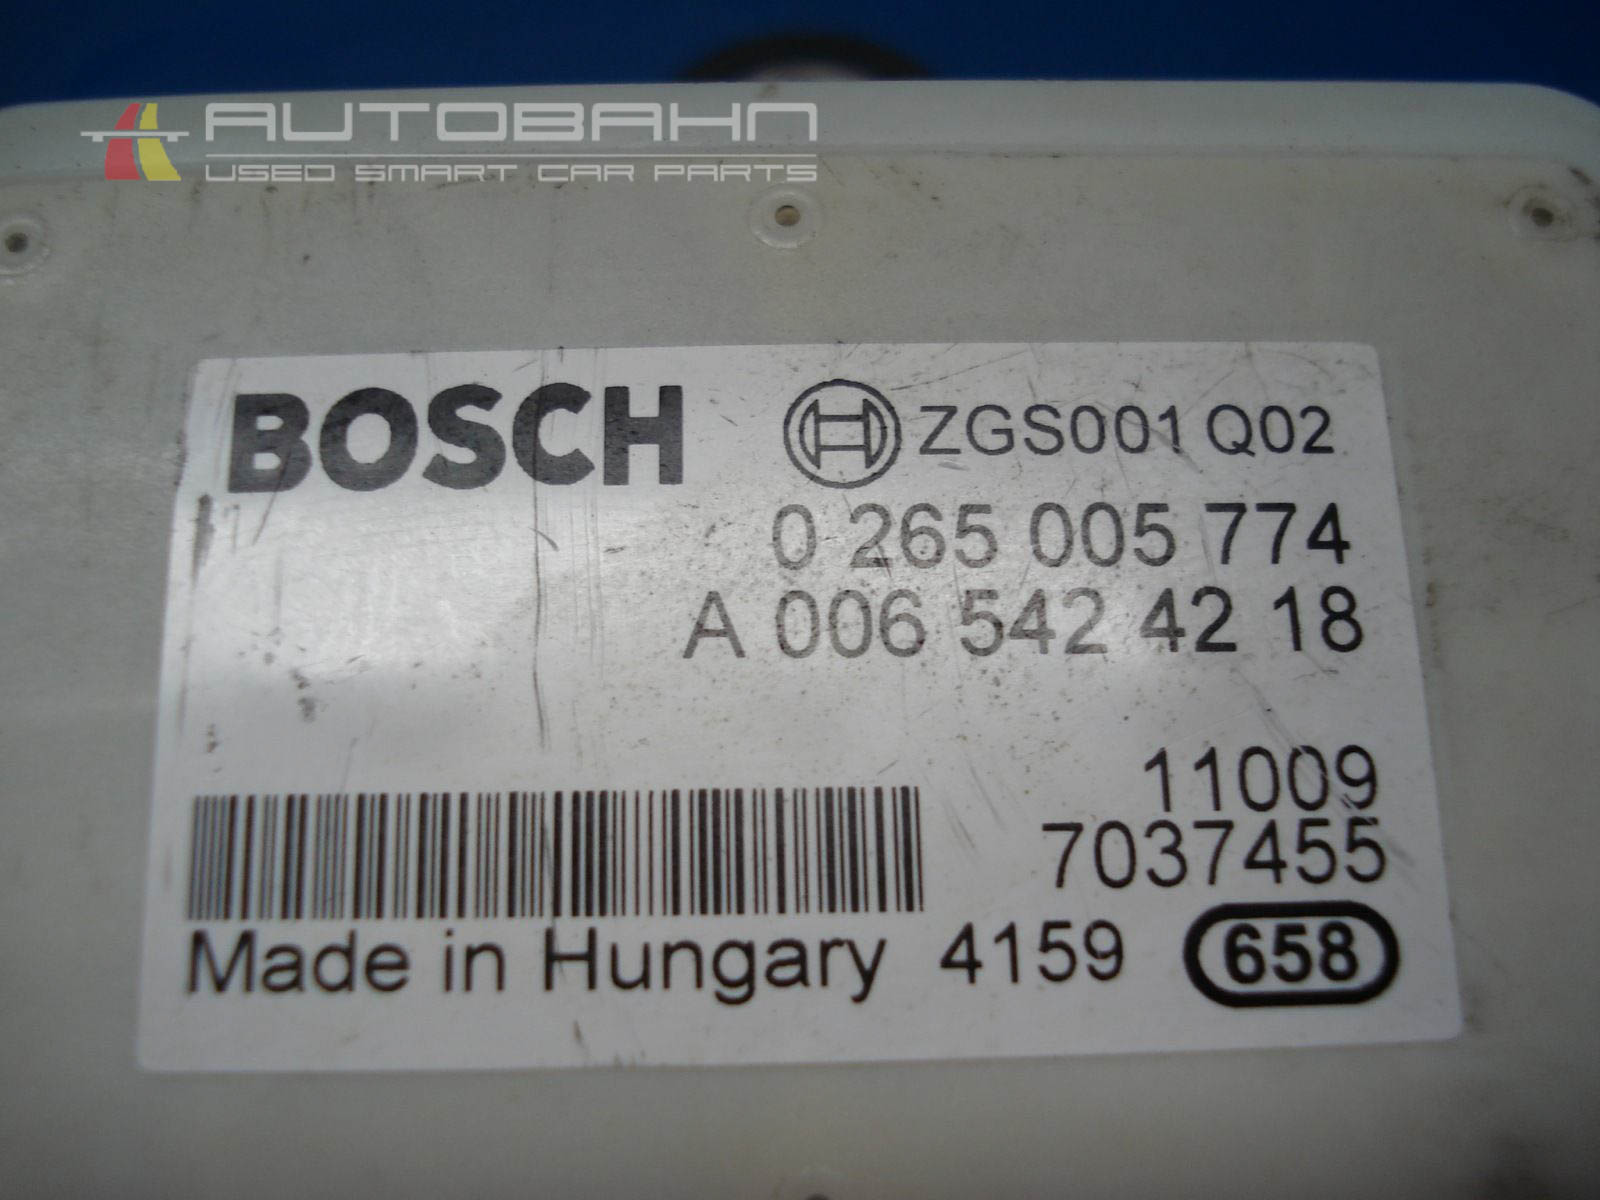 AUTOBAHN
USED SMART CAR PARTS
BOSCH ZGS001 Q02
0 265 005 774
A 006 542 42 18
11009
7037455
Made in Hungary 4159 658